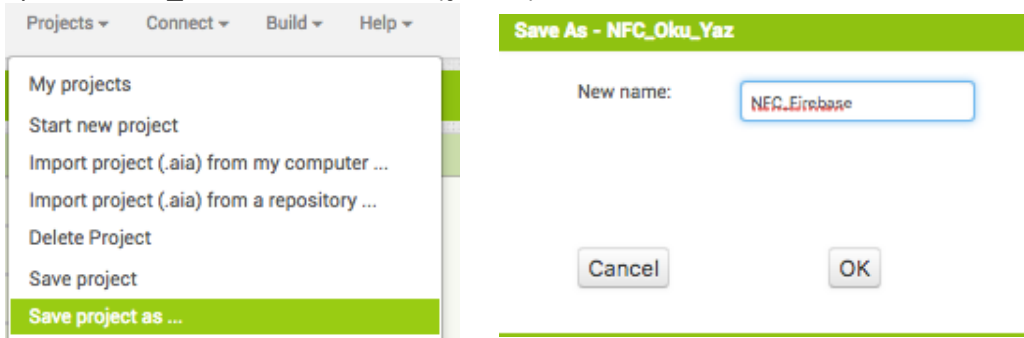 Projects ▾ Connect ▾ Build ▾ Help ▾
My projects
Start new project
Import project (.aia) from my computer ...
Import project (.aia) from a repository ...
Delete Project
Save project
Save project as ...
Save As - NFC_Oku_Yaz
New name:
NFC_Firebase
Cancel
OK